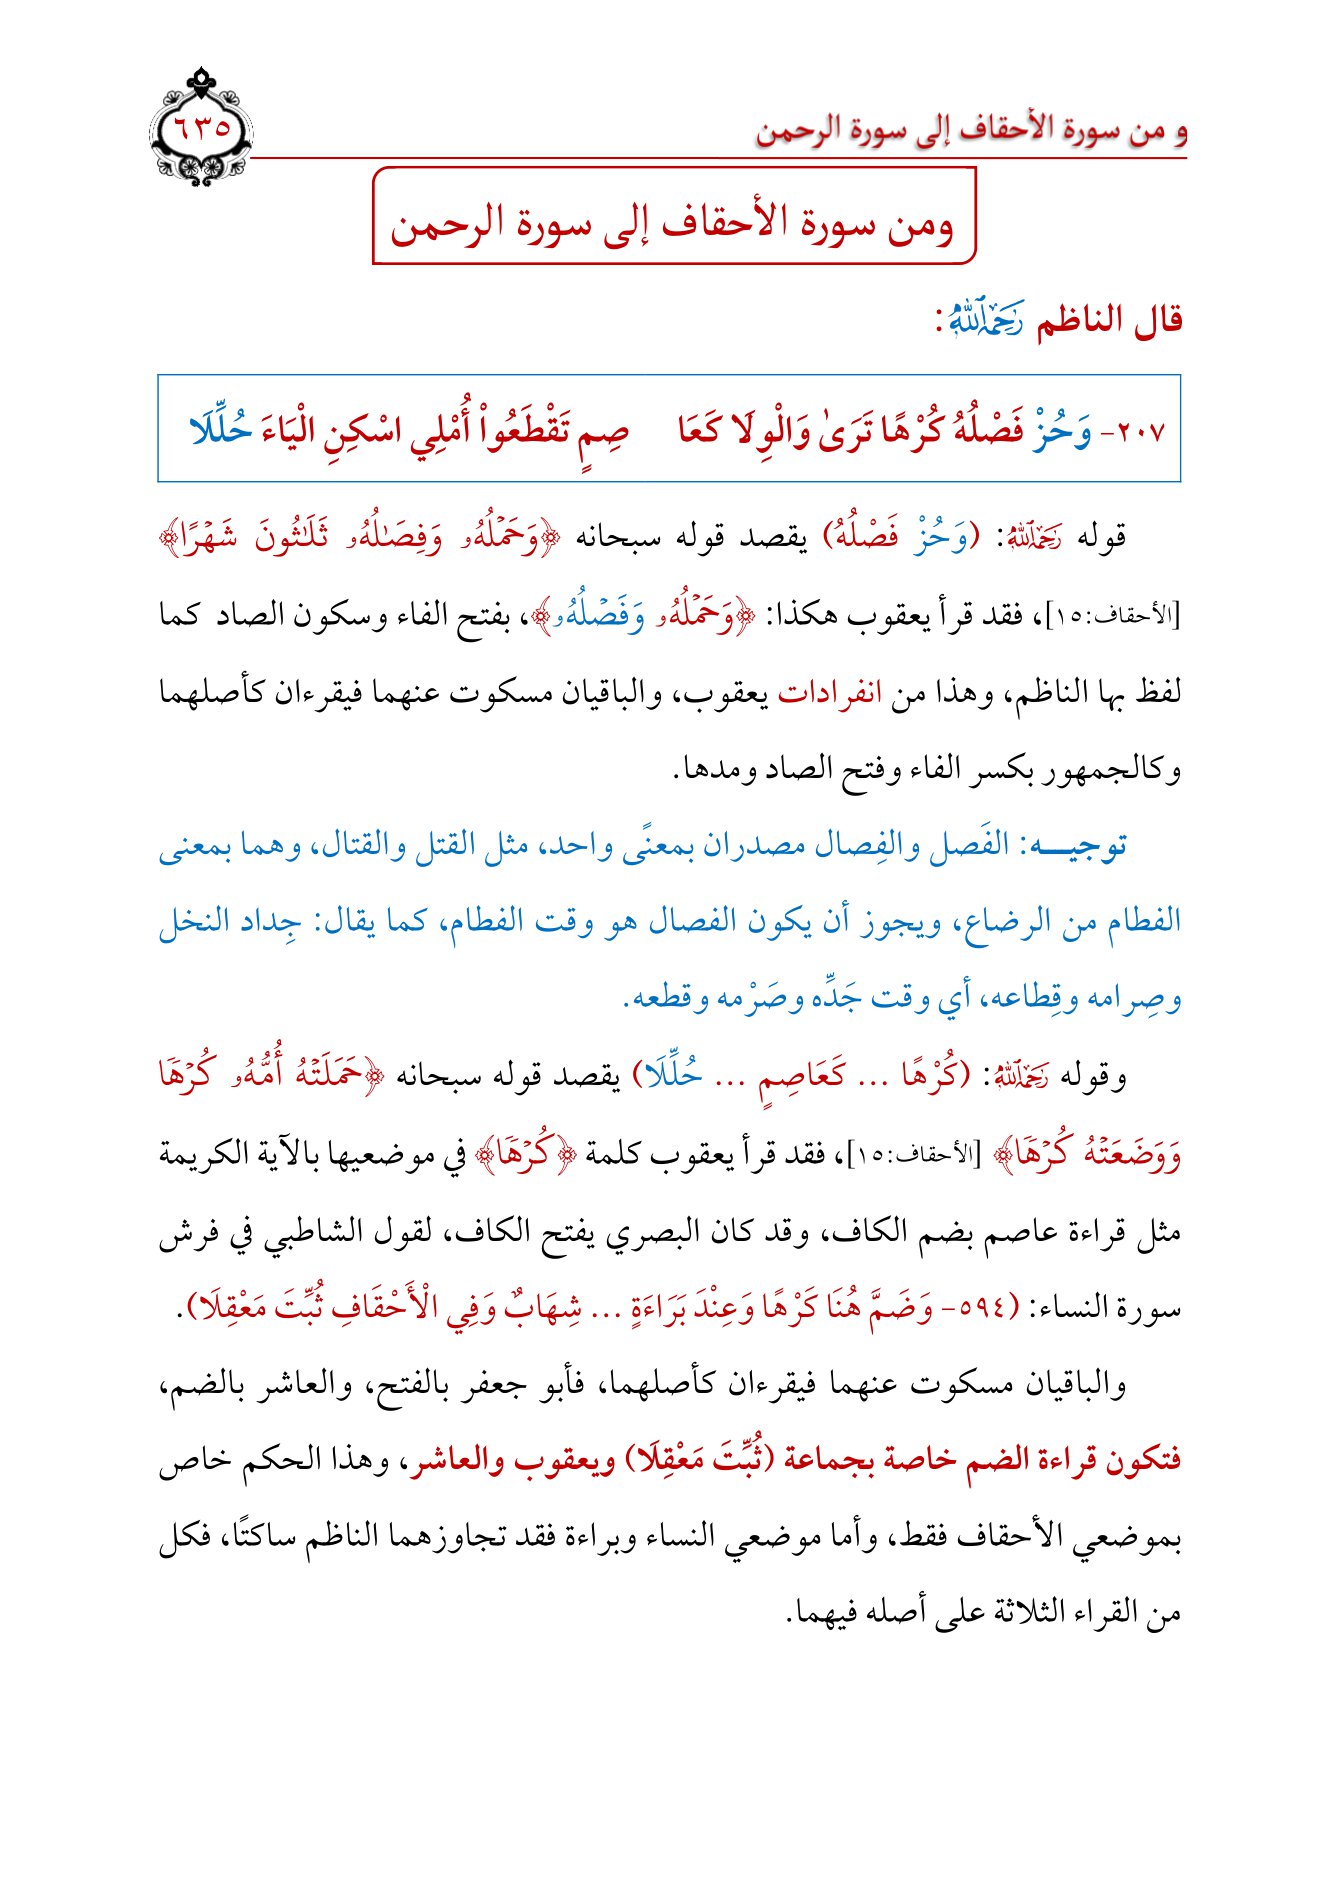 و من سورة الأحقاف إلى سورة الرحمن
٦٣٥
ومن سورة الأحقاف إلى سورة الرحمن
قال الناظم رَحِمَهُ ٱللَّهُ:
٢٠٧- وَحُزْ فَصْلُهُ كُرْهًا تَرَىٰ وَالْوِلَا كَعَا صِمٍ تَقْطَعُواْ أُمْلِي اسْكِنِ الْيَاءَ حُلِّلَا
قوله رَحِمَهُ ٱللَّهُ: (وَحُزْ فَصْلُهُ) يقصد قوله سبحانه ﴿وَحَمۡلُهُۥ وَفِصَٰلُهُۥ ثَلَٰثُونَ شَهۡرًا﴾
[الأحقاف:١٥]، فقد قرأ يعقوب هكذا: ﴿وَحَمۡلُهُۥ وَفَصۡلُهُۥ﴾، بفتح الفاء وسكون الصاد كما
لفظ بها الناظم، وهذا من انفرادات يعقوب، والباقيان مسكوت عنهما فيقرءان كأصلهما
وكالجمهور بكسر الفاء وفتح الصاد ومدها.
توجيـــه: الفَصل والفِصال مصدران بمعنًى واحد، مثل القتل والقتال، وهما بمعنى
الفطام من الرضاع، ويجوز أن يكون الفصال هو وقت الفطام، كما يقال: جِداد النخل
وصِرامه وقِطاعه، أي وقت جَدِّه وصَرْمه وقطعه.
وقوله رَحِمَهُ ٱللَّهُ: (كُرْهًا ... كَعَاصِمٍ ... حُلِّلَا) يقصد قوله سبحانه ﴿حَمَلَتۡهُ أُمُّهُۥ كُرۡهٗا
وَوَضَعَتۡهُ كُرۡهٗا﴾ [الأحقاف:١٥]، فقد قرأ يعقوب كلمة ﴿كُرۡهٗا﴾ في موضعيها بالآية الكريمة
مثل قراءة عاصم بضم الكاف، وقد كان البصري يفتح الكاف، لقول الشاطبي في فرش
سورة النساء: (٥٩٤- وَضَمَّ هُنَا كَرْهًا وَعِنْدَ بَرَاءَةٍ ... شِهَابٌ وَفِي الْأَحْقَافِ ثُبِّتَ مَعْقِلَا).
والباقيان مسكوت عنهما فيقرءان كأصلهما، فأبو جعفر بالفتح، والعاشر بالضم،
فتكون قراءة الضم خاصة بجماعة (ثُبِّتَ مَعْقِلَا) ويعقوب والعاشر، وهذا الحكم خاص
بموضعي الأحقاف فقط، وأما موضعي النساء وبراءة فقد تجاوزهما الناظم ساكتًا، فكل
من القراء الثلاثة على أصله فيهما.